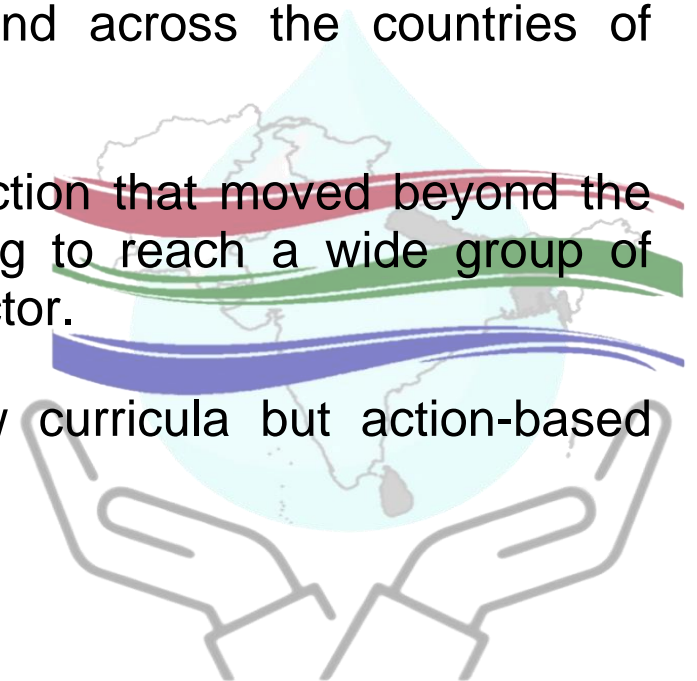 nd across the countries of
ction that moved beyond the
g to reach a wide group of
ctor.
curricula but action-based